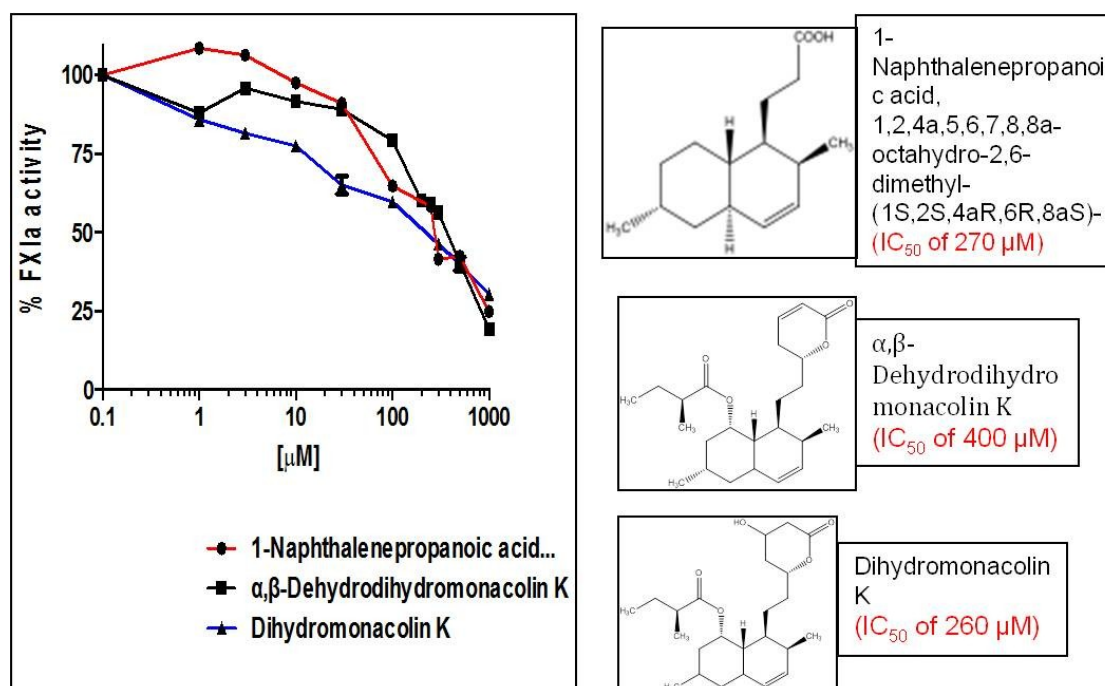 100
75
50
25
0
% FXIa activity
0.1 1 10 100 1000
[µM]
1-Naphthalenepropanoic acid...
α,β-Dehydrodihydromonacolin K
Dihydromonacolin K
COOH
H
CH₃
H₃C
H
1-
Naphthalenepropanoi
c acid,
1,2,4a,5,6,7,8,8a-
octahydro-2,6-
dimethyl-
(1S,2S,4aR,6R,8aS)-
(IC₅₀ of 270 µM)
O
O
O
H₃C
O
H
CH₃
CH₃
H₃C
α,β-
Dehydrodihydro
monacolin K
(IC₅₀ of 400 µM)
HO
O
O
O
H₃C
O
H
CH₃
CH₃
H₃C
Dihydromonacolin
K
(IC₅₀ of 260 µM)